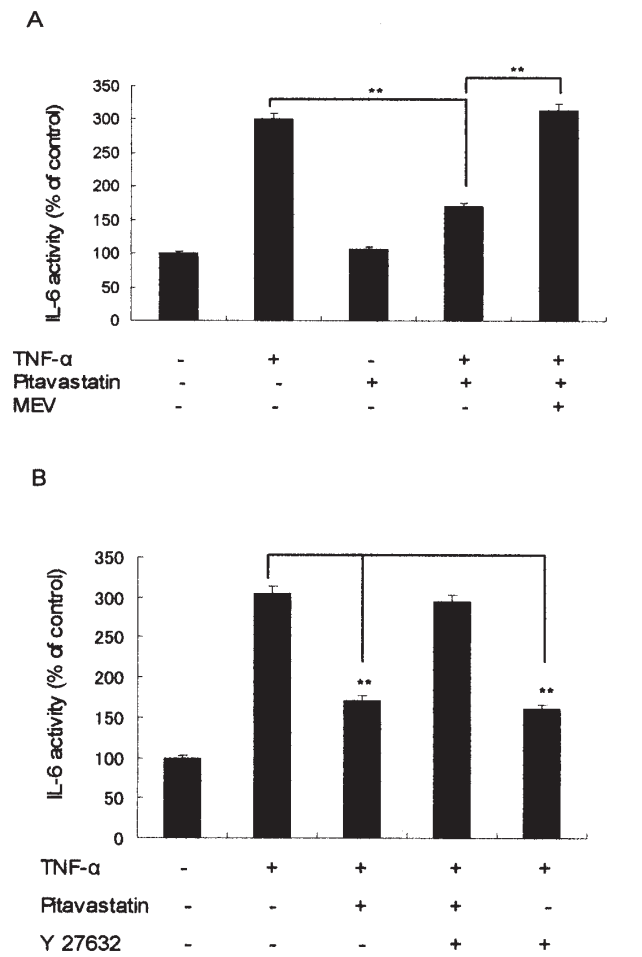 A
**
**
IL-6 activity (% of control)
350
300
250
200
150
100
50
0
TNF-α - + - + +
Pitavastatin - - + + +
MEV - - - - +
B
IL-6 activity (% of control)
350
300
250
200
150
100
50
0
**
**
TNF-α - + + + +
Pitavastatin - - + + -
Y 27632 - - - + +